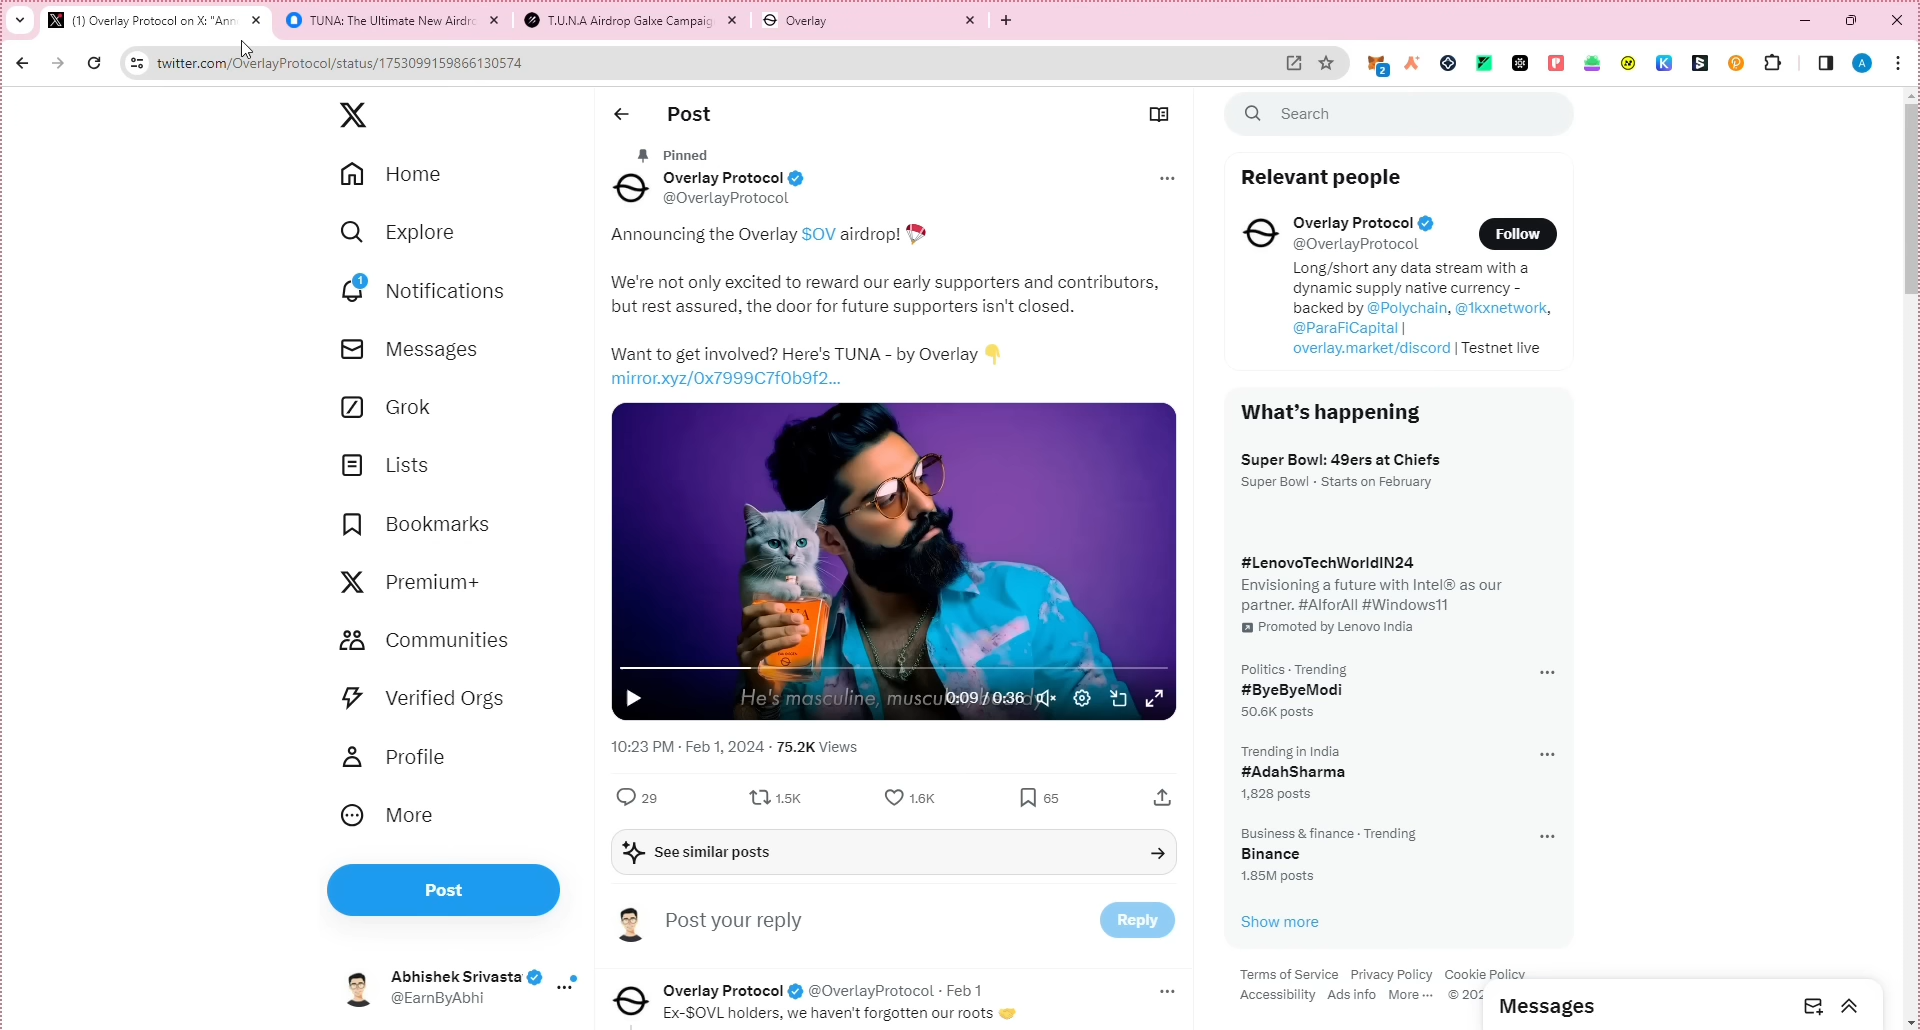 (1) Overlay Protocol on X: "Ann
TUNA: The Ultimate New Airdro
T.U.N.A Airdrop Galxe Campaig
Overlay
twitter.com/OverlayProtocol/status/1753099159866130574
2
A
Home
Explore
1
Notifications
Messages
Grok
Lists
Bookmarks
Premium+
Communities
Verified Orgs
Profile
More
Post
Abhishek Srivasta
@EarnByAbhi
Post
Pinned
Overlay Protocol
@OverlayProtocol
Announcing the Overlay $OV airdrop! 🪂
We're not only excited to reward our early supporters and contributors,
but rest assured, the door for future supporters isn't closed.
Want to get involved? Here's TUNA - by Overlay 👇
mirror.xyz/0x7999C7f0b9f2...
He's masculine, muscu
0:09 / 0:36
10:23 PM · Feb 1, 2024 · 75.2K Views
29
1.5K
1.6K
65
See similar posts
Post your reply
Reply
Overlay Protocol @OverlayProtocol · Feb 1
Ex-$OVL holders, we haven't forgotten our roots 🤝
Search
Relevant people
Overlay Protocol
@OverlayProtocol
Follow
Long/short any data stream with a
dynamic supply native currency -
backed by @Polychain, @1kxnetwork,
@ParaFiCapital |
overlay.market/discord | Testnet live
What's happening
Super Bowl: 49ers at Chiefs
Super Bowl · Starts on February
#LenovoTechWorldIN24
Envisioning a future with Intel® as our
partner. #AIforAll #Windows11
Promoted by Lenovo India
Politics · Trending
#ByeByeModi
50.6K posts
Trending in India
#AdahSharma
1,828 posts
Business & finance · Trending
Binance
1.85M posts
Show more
Terms of Service Privacy Policy Cookie Policy
Accessibility Ads info More ··· © 202
Messages